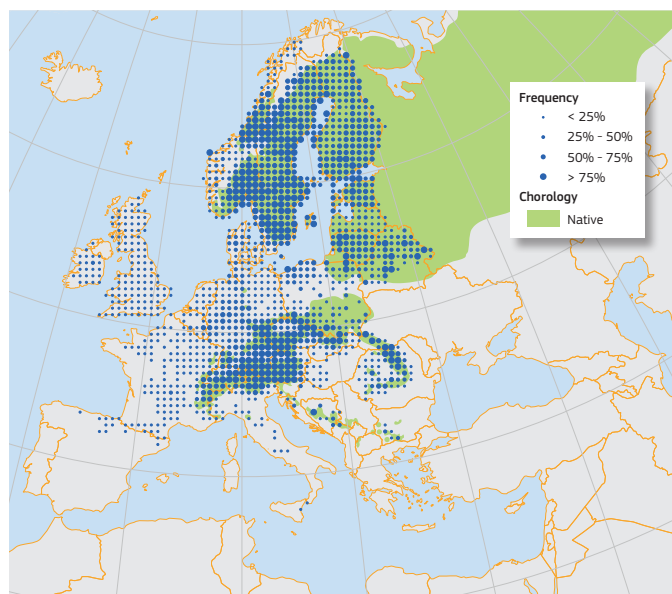 Frequency
< 25%
25% - 50%
50% - 75%
> 75%
Chorology
Native